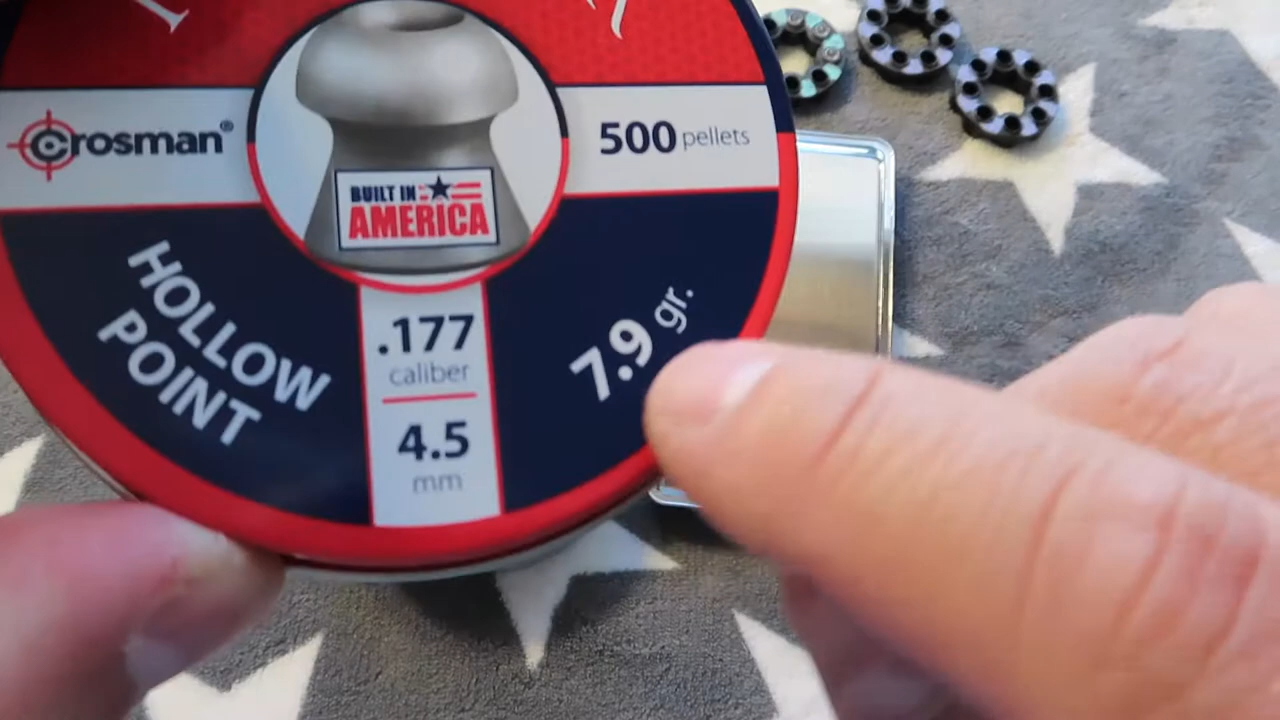 Crosman®
500 pellets
BUILT IN
AMERICA
HOLLOW
POINT
.177
caliber
4.5
mm
7.9 gr.